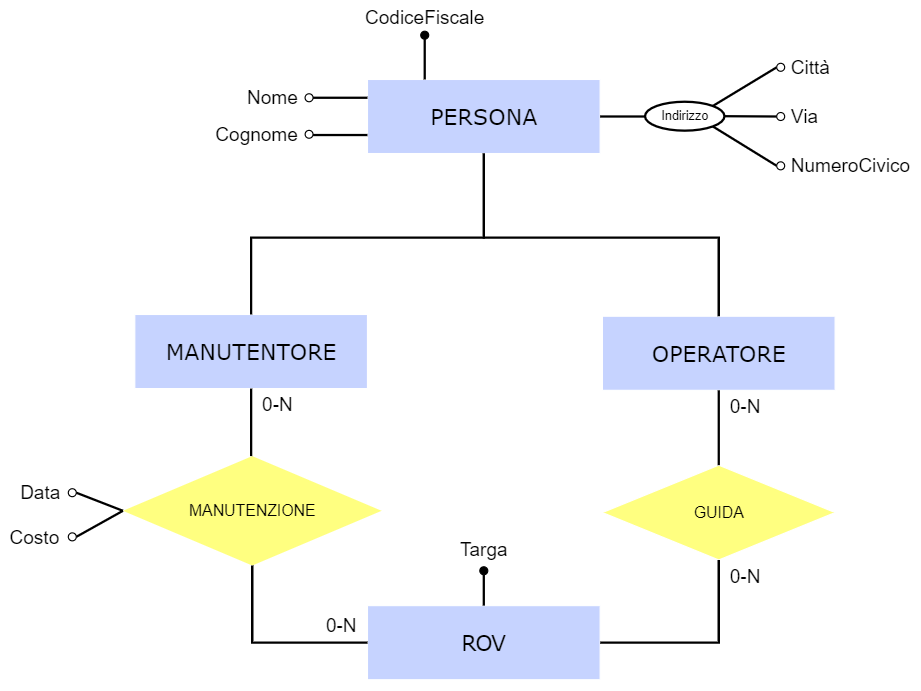 CodiceFiscale
Nome
Cognome
PERSONA
Indirizzo
Città
Via
NumeroCivico
MANUTENTORE
OPERATORE
0-N
0-N
Data
Costo
MANUTENZIONE
GUIDA
Targa
0-N
0-N
ROV